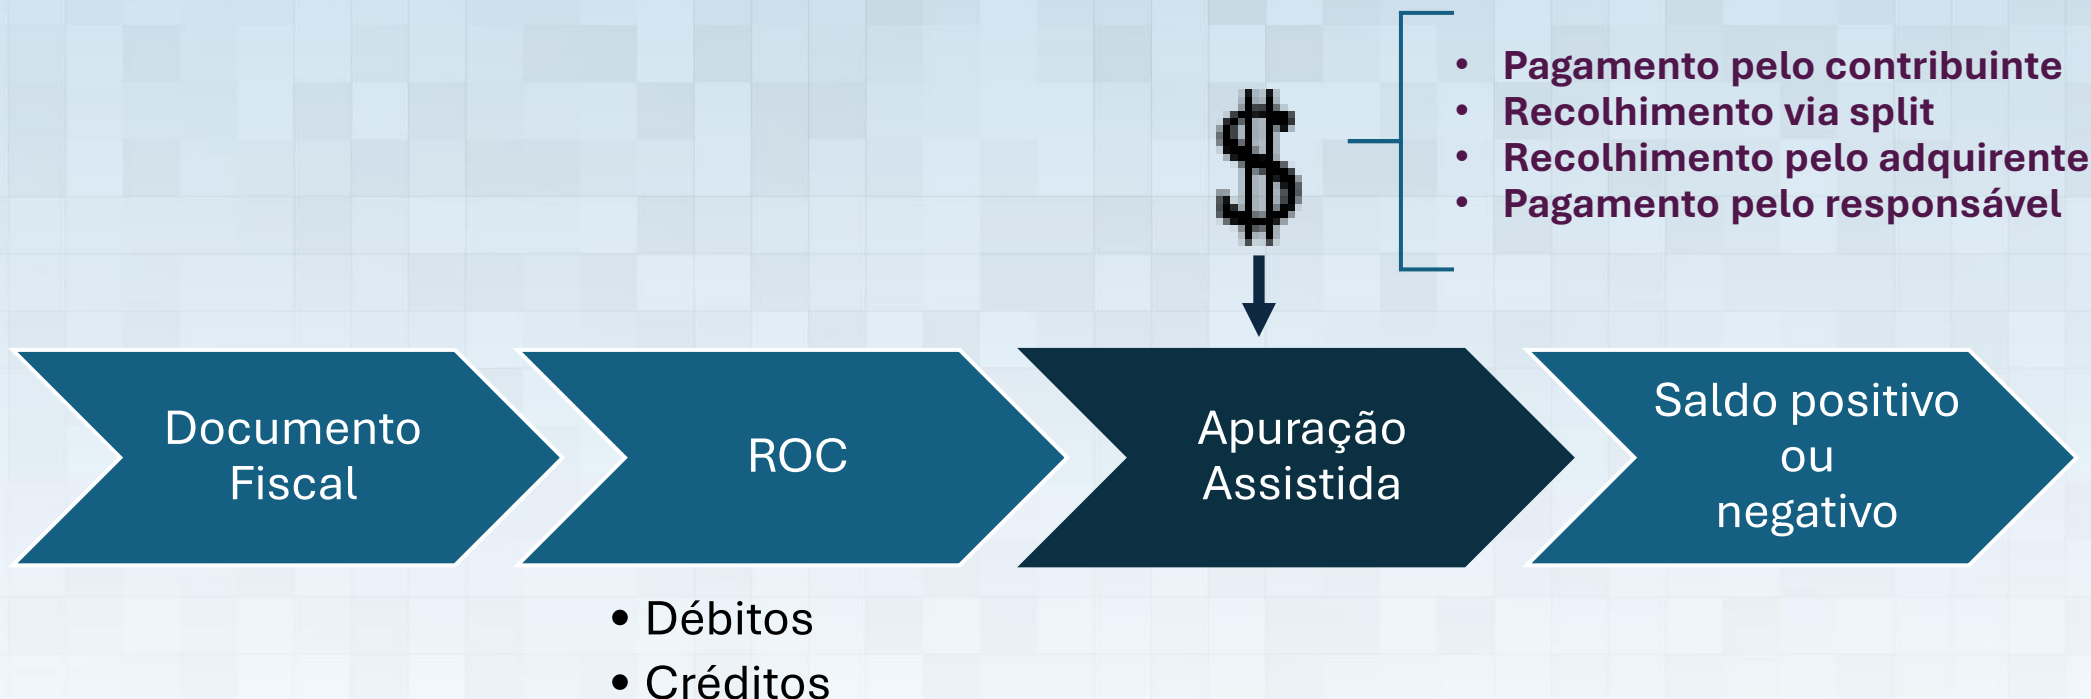 $
• Pagamento pelo contribuinte
• Recolhimento via split
• Recolhimento pelo adquirente
• Pagamento pelo responsável
Documento
Fiscal
ROC
Apuração
Assistida
Saldo positivo
ou
negativo
• Débitos
• Créditos